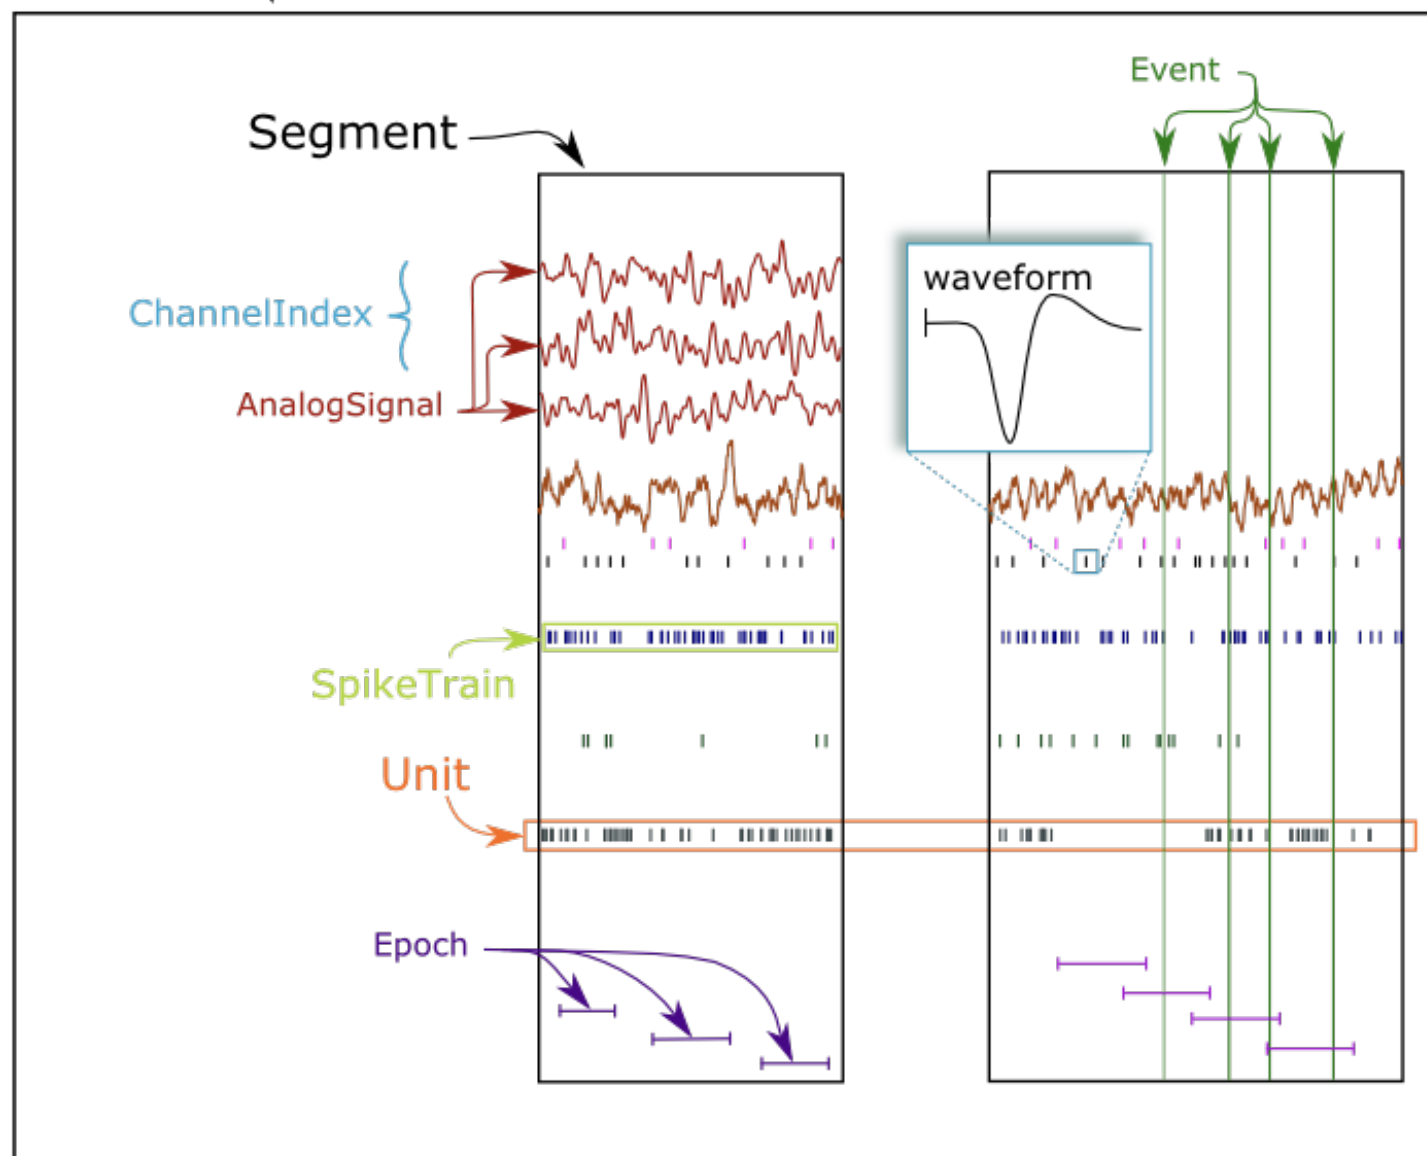 Event
Segment
waveform
ChannelIndex
AnalogSignal
SpikeTrain
Unit
Epoch